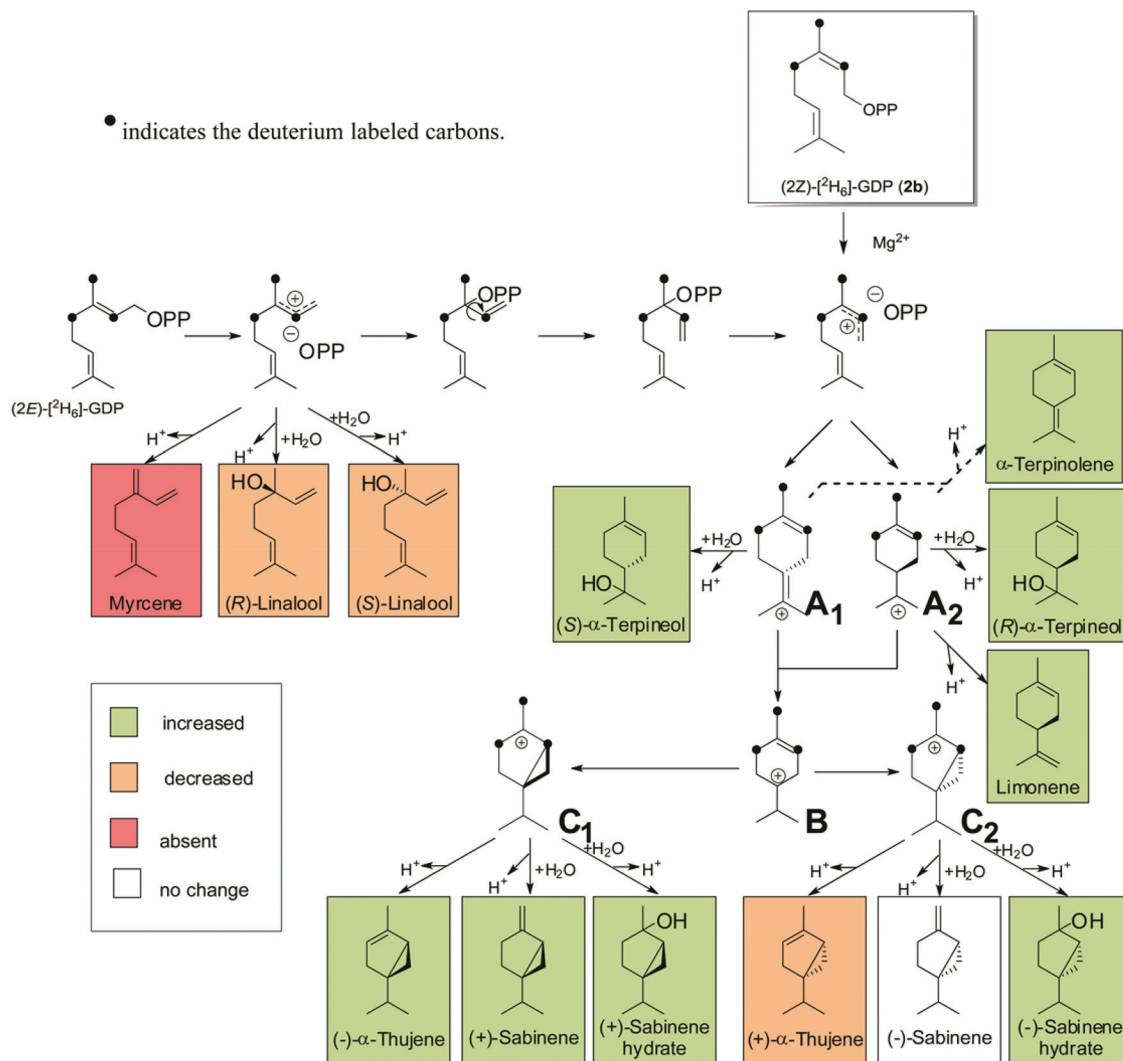 OPP
(2Z)-[²H₆]-GDP (2b)
● indicates the deuterium labeled carbons.
Mg²⁺
OPP
⊕
⊖
OPP
OPP
OPP
⊖
OPP
⊕
(2E)-[²H₆]-GDP
H⁺
+H₂O
H⁺
+H₂O
H⁺
Myrcene
HO
(R)-Linalool
HO
(S)-Linalool
H⁺
α-Terpinolene
+H₂O
H⁺
HO
(S)-α-Terpineol
⊕
A₁
⊕
A₂
+H₂O
H⁺
HO
(R)-α-Terpineol
H⁺
Limonene
increased
decreased
absent
no change
⊕
C₁
⊕
B
⊕
C₂
H⁺
H⁺
+H₂O
+H₂O
H⁺
H⁺
H⁺
+H₂O
+H₂O
H⁺
(-)-α-Thujene
(+)-Sabinene
OH
(+)-Sabinene
hydrate
(+)-α-Thujene
(-)-Sabinene
OH
(-)-Sabinene
hydrate